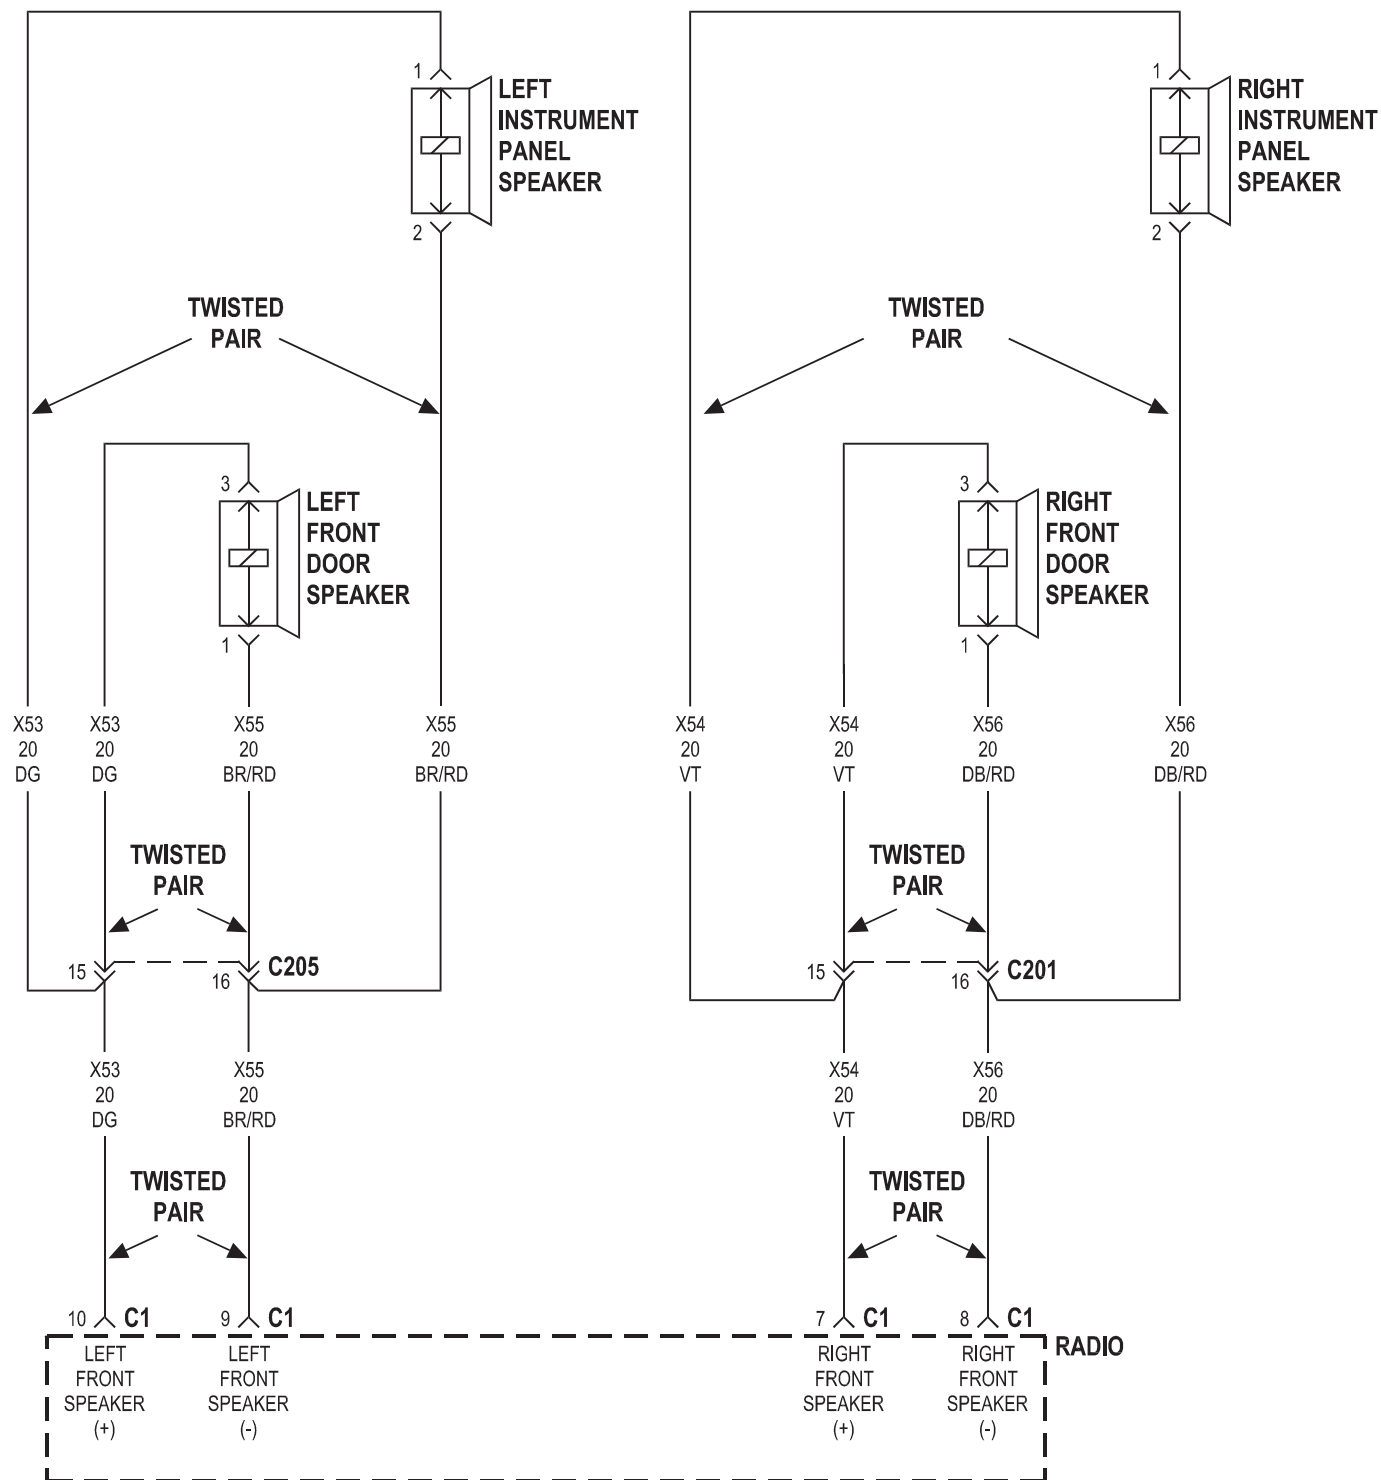 1
LEFT
INSTRUMENT
PANEL
SPEAKER
2
1
RIGHT
INSTRUMENT
PANEL
SPEAKER
2
TWISTED
PAIR
TWISTED
PAIR
3
LEFT
FRONT
DOOR
SPEAKER
1
3
RIGHT
FRONT
DOOR
SPEAKER
1
X53
20
DG
X53
20
DG
X55
20
BR/RD
X55
20
BR/RD
X54
20
VT
X54
20
VT
X56
20
DB/RD
X56
20
DB/RD
TWISTED
PAIR
TWISTED
PAIR
15
16
C205
15
16
C201
X53
20
DG
X55
20
BR/RD
X54
20
VT
X56
20
DB/RD
TWISTED
PAIR
TWISTED
PAIR
10 C1
9 C1
7 C1
8 C1
RADIO
LEFT
FRONT
SPEAKER
(+)
LEFT
FRONT
SPEAKER
(-)
RIGHT
FRONT
SPEAKER
(+)
RIGHT
FRONT
SPEAKER
(-)